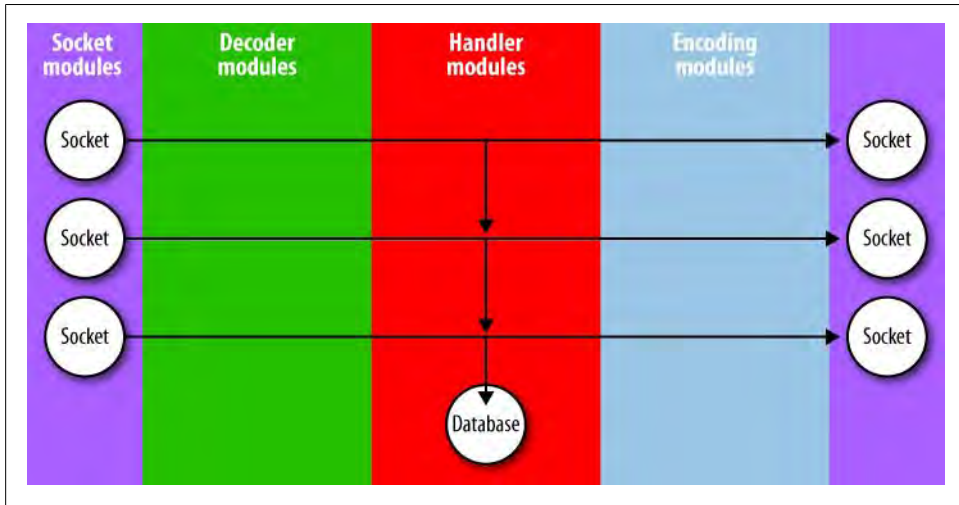 Socket modules
Decoder modules
Handler modules
Encoding modules
Socket
Socket
Socket
Socket
Socket
Socket
Database